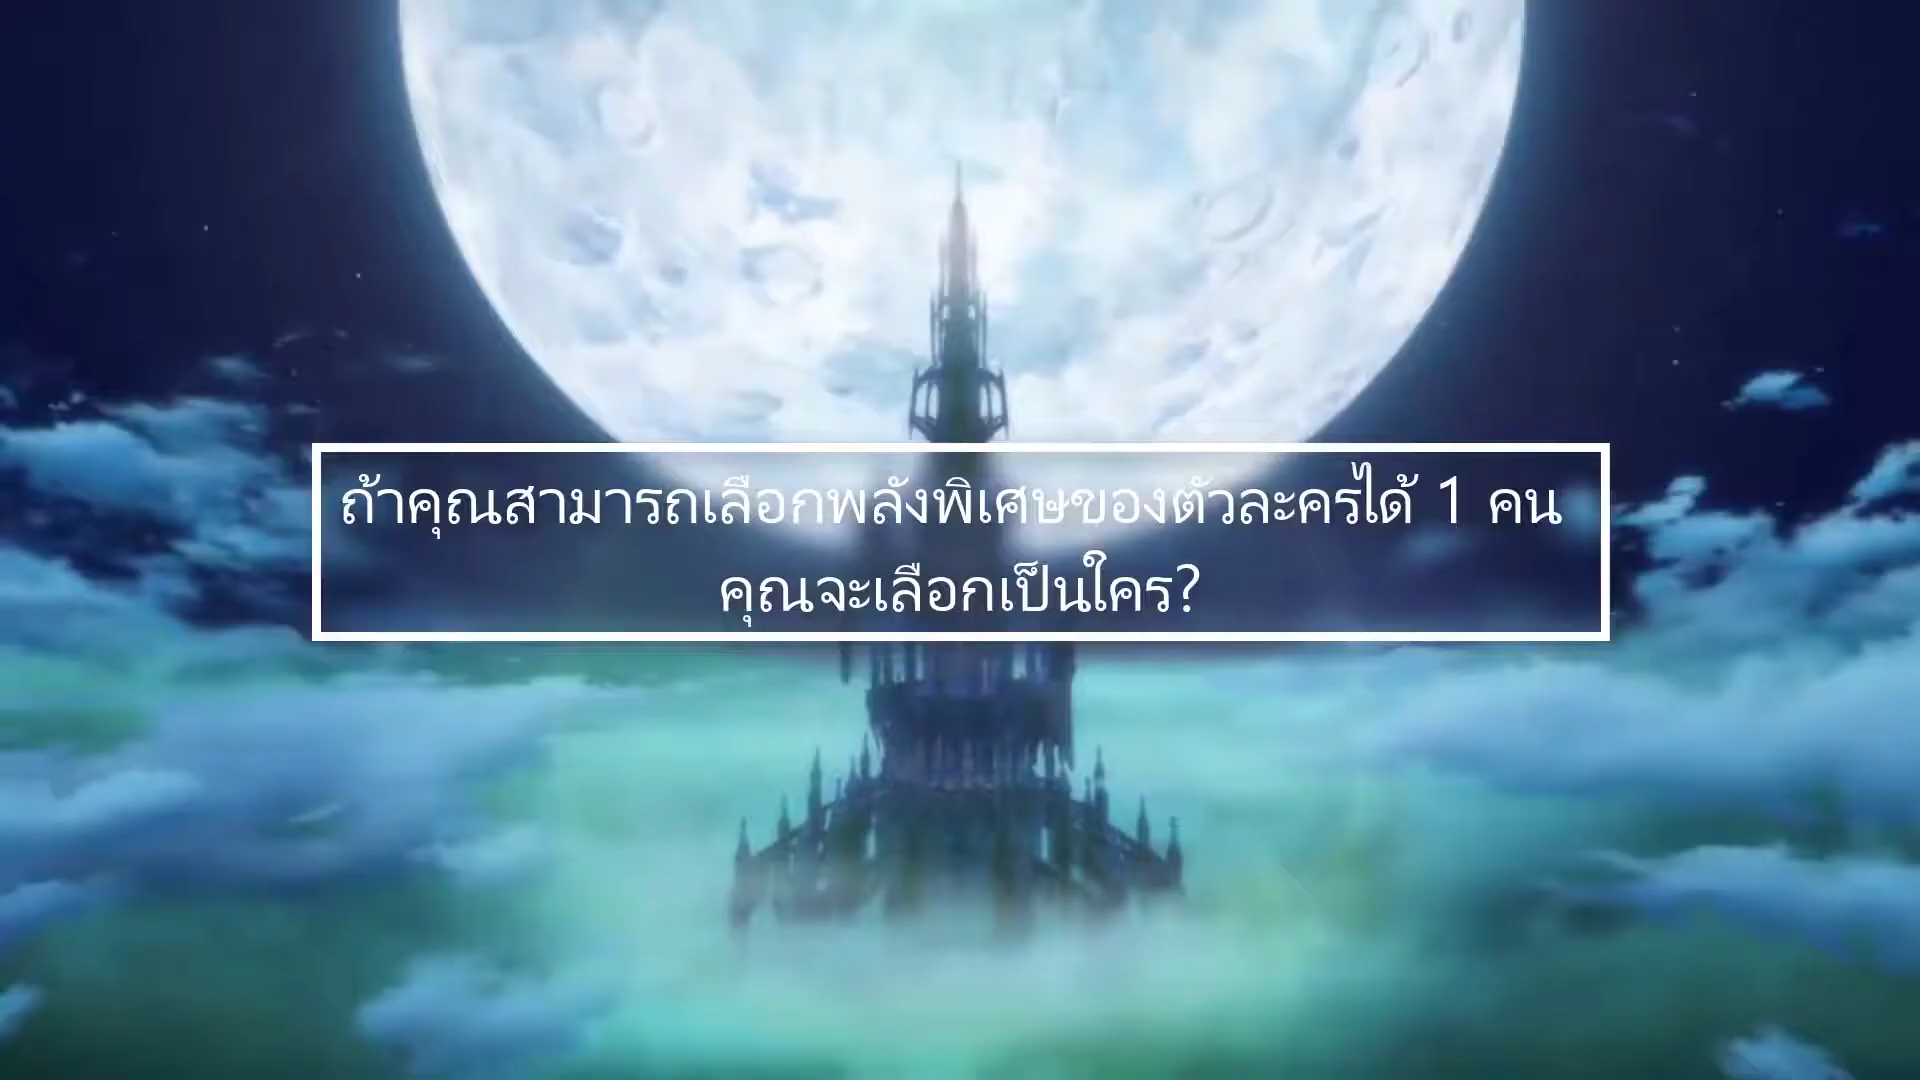 ถ้าคุณสามารถเลือกพลังพิเศษของตัวละครได้ 1 คน
คุณจะเลือกเป็นใคร?